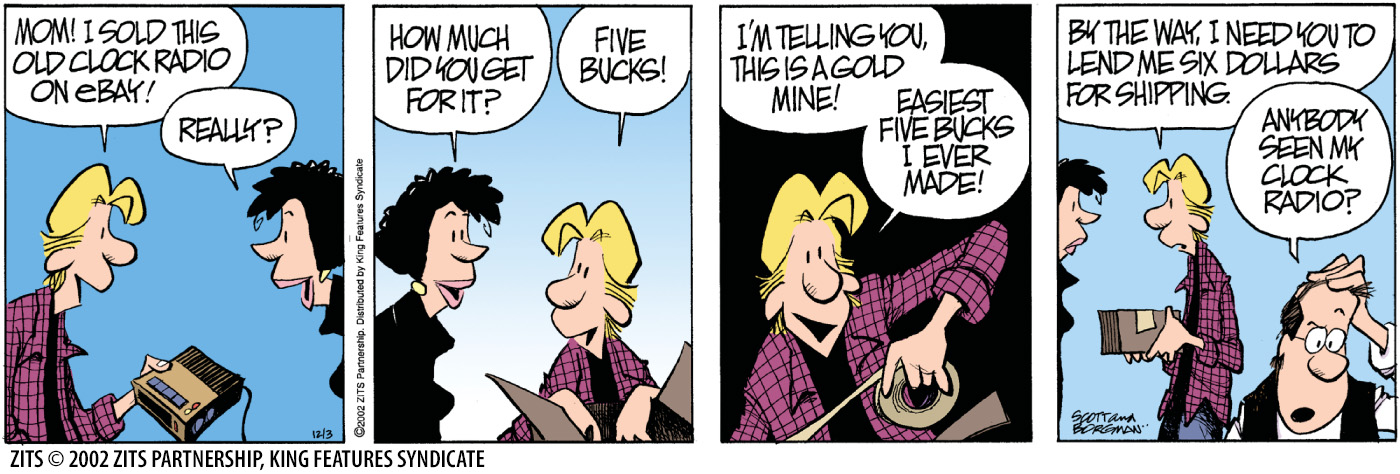 MOM! I SOLD THIS
OLD CLOCK RADIO
ON eBAY!
REALLY?
12/3
©2002 ZITS Partnership. Distributed by King Features Syndicate
HOW MUCH
DID YOU GET
FOR IT?
FIVE
BUCKS!
I'M TELLING YOU,
THIS IS A GOLD
MINE!
EASIEST
FIVE BUCKS
I EVER
MADE!
BY THE WAY, I NEED YOU TO
LEND ME SIX DOLLARS
FOR SHIPPING.
ANYBODY
SEEN MY
CLOCK
RADIO?
SCOTT and
BORGMAN..
ZITS © 2002 ZITS PARTNERSHIP, KING FEATURES SYNDICATE